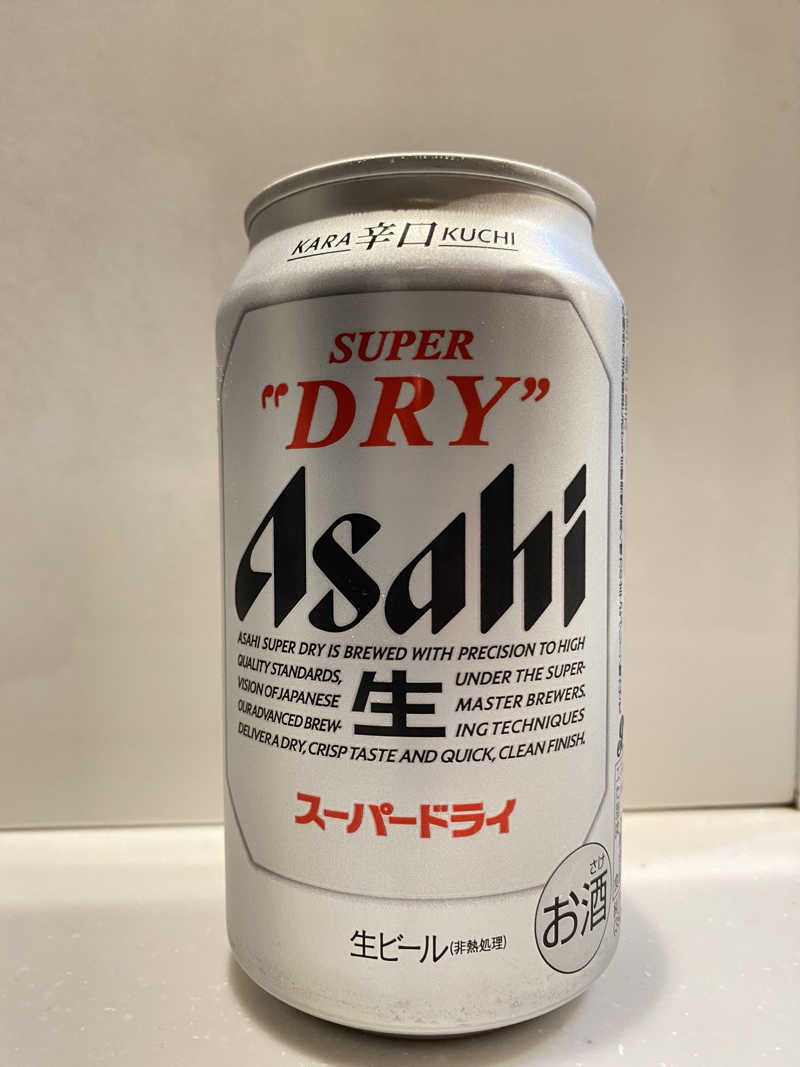 KARA 辛口 KUCHI
SUPER
"DRY"
Asahi
ASAHI SUPER DRY IS BREWED WITH PRECISION TO HIGH
QUALITY STANDARDS, UNDER THE SUPER-
VISION OF JAPANESE MASTER BREWERS.
OUR ADVANCED BREW- ING TECHNIQUES
生
DELIVER A DRY, CRISP TASTE AND QUICK, CLEAN FINISH.
スーパードライ
さけ
お酒
生ビール(非熱処理)